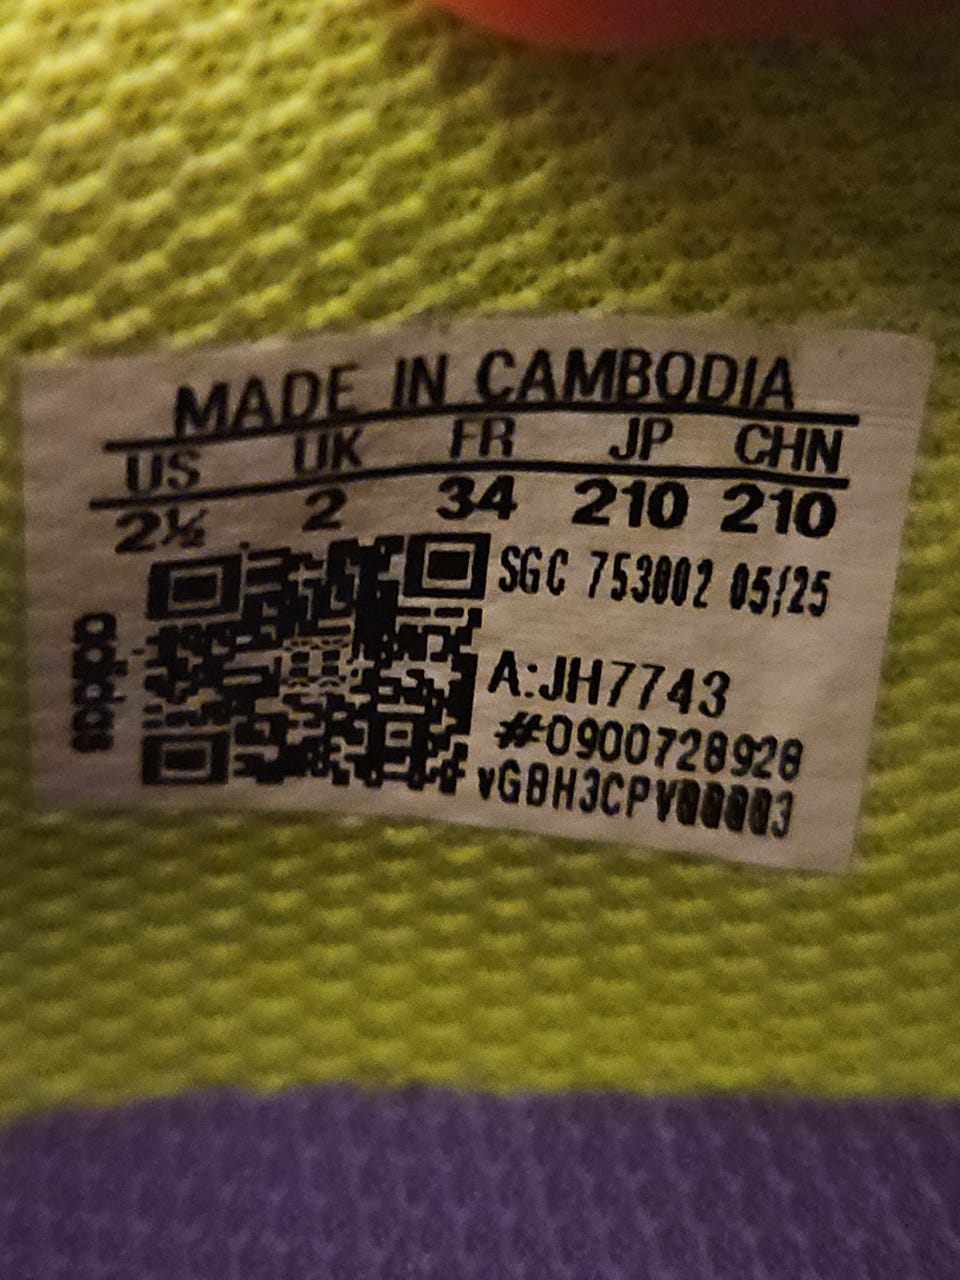 MADE IN CAMBODIA
US UK FR JP CHN
2½ 2 34 210 210
SGC 753002 05/25
A:JH7743
#0900728928
adidas